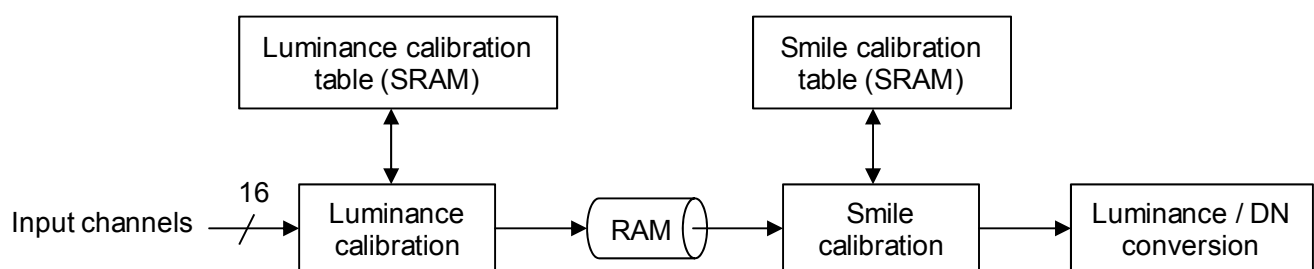 Luminance calibration
table (SRAM)
Smile calibration
table (SRAM)
Input channels
16
Luminance
calibration
RAM
Smile
calibration
Luminance / DN
conversion